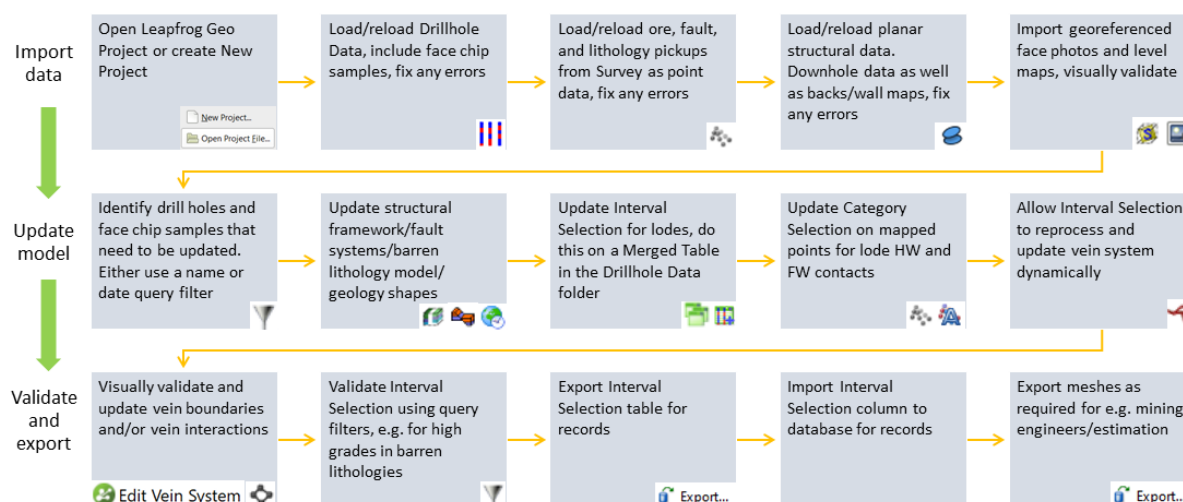 Import
data
Open Leapfrog Geo
Project or create New
Project
New Project...
Open Project File...
Load/reload Drillhole
Data, include face chip
samples, fix any errors
Load/reload ore, fault,
and lithology pickups
from Survey as point
data, fix any errors
Load/reload planar
structural data.
Downhole data as well
as backs/wall maps, fix
any errors
Import georeferenced
face photos and level
maps, visually validate
Update
model
Identify drill holes and
face chip samples that
need to be updated.
Either use a name or
date query filter
Update structural
framework/fault
systems/barren
lithology model/
geology shapes
Update Interval
Selection for lodes, do
this on a Merged Table
in the Drillhole Data
folder
Update Category
Selection on mapped
points for lode HW and
FW contacts
Allow Interval Selection
to reprocess and
update vein system
dynamically
Validate
and
export
Visually validate and
update vein boundaries
and/or vein interactions
Edit Vein System
Validate Interval
Selection using query
filters, e.g. for high
grades in barren
lithologies
Export Interval
Selection table for
records
Export...
Import Interval
Selection column to
database for records
Export meshes as
required for e.g. mining
engineers/estimation
Export...